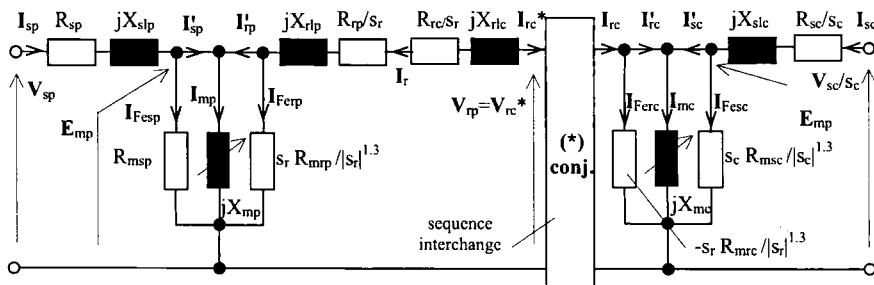 I_sp R_sp jX_slp I'_sp I'_rp jX_rlp R_rp/s_r R_rc/s_r jX_rlc I_rc* I_rc I'_rc I'_sc jX_slc R_sc/s_c I_sc
I_r
V_sp
E_mp
I_Fesp
I_mp
I_Ferp
V_rp=V_rc*
I_Ferc
I_mc
I_Fesc
V_sc/s_c
E_mp
R_msp
s_r R_mrp/|s_r|^1.3
(*)
conj.
s_c R_msc/|s_c|^1.3
jX_mp
jX_mc
sequence
interchange
-s_r R_mrc/|s_r|^1.3